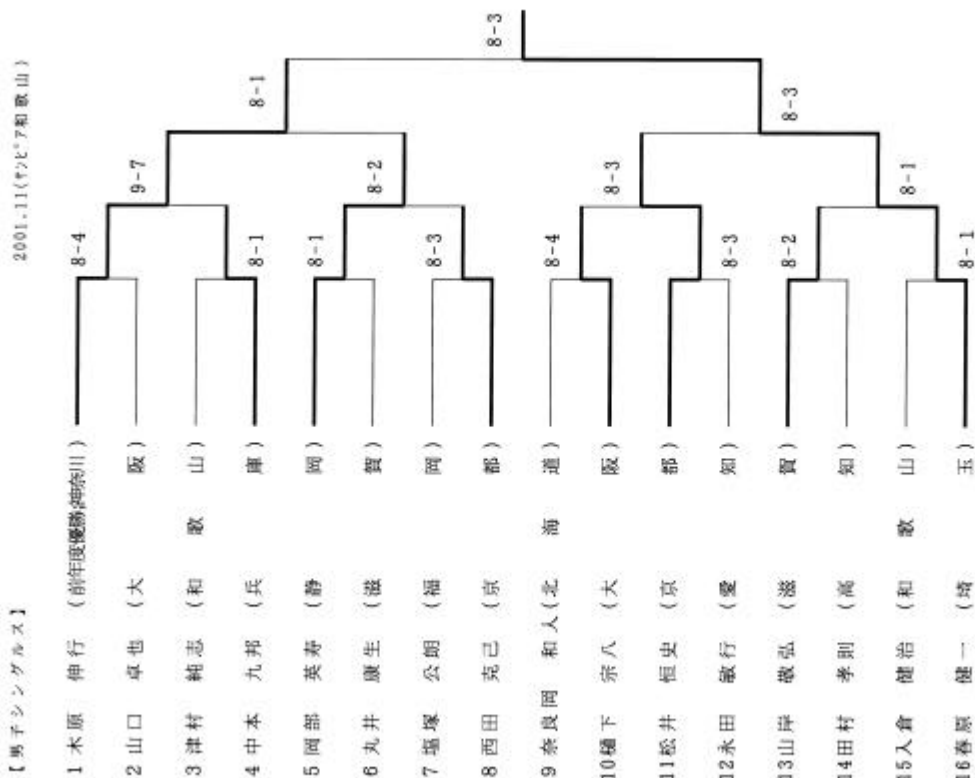 【男子シングルス】 2001.11(サンピア和歌山)
1 木原 伸行 (前年度優勝・神奈川)
2 山口 卓也 (大阪)
3 津村 純志 (和歌山)
4 中本 九邦 (兵庫)
5 岡部 英寿 (静岡)
6 丸井 康生 (滋賀)
7 塩塚 公朗 (福岡)
8 西田 克己 (京都)
9 奈良岡 和人 (北海道)
10 樋下 宗八 (大阪)
11 松井 恒史 (京都)
12 永田 敏行 (愛知)
13 山岸 敬弘 (滋賀)
14 田村 孝則 (高知)
15 入倉 健治 (和歌山)
16 春原 健一 (埼玉)
8-4
8-1
8-1
8-3
8-4
8-3
8-2
8-1
9-7
8-2
8-3
8-1
8-1
8-3
8-3